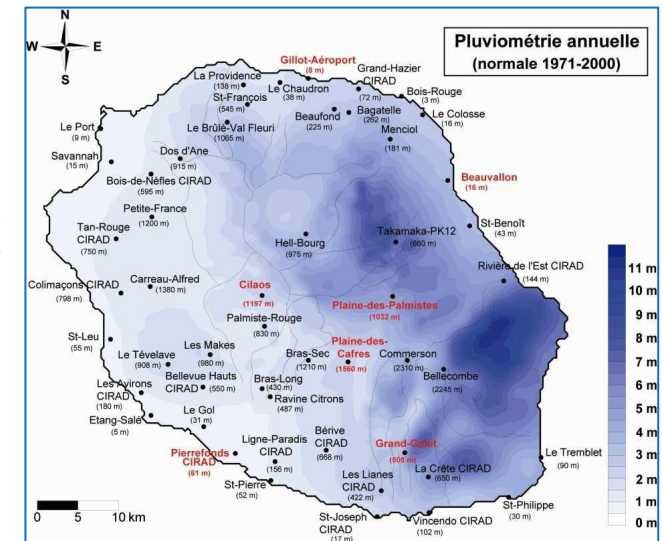 N
W
E
S
Pluviométrie annuelle
(normale 1971-2000)
Gillot-Aéroport
(8 m)
La Providence
(138 m)
Le Chaudron
(38 m)
Grand-Hazier
CIRAD
(72 m)
Bois-Rouge
(3 m)
St-François
(545 m)
Beaufond
(225 m)
Bagatelle
(262 m)
Le Colosse
(16 m)
Le Port
(9 m)
Le Brûlé-Val Fleuri
(1065 m)
Menciol
(181 m)
Savannah
(15 m)
Dos d'Ane
(915 m)
Bois-de-Nèfles CIRAD
(595 m)
Beauvallon
(16 m)
Petite-France
(1200 m)
Tan-Rouge
CIRAD
(750 m)
Hell-Bourg
(975 m)
Takamaka-PK12
(660 m)
St-Benoît
(43 m)
Rivière de l'Est CIRAD
(144 m)
Colimaçons CIRAD
(798 m)
Carreau-Alfred
(1380 m)
Cilaos
(1197 m)
Plaine-des-Palmistes
(1032 m)
Palmiste-Rouge
(830 m)
St-Leu
(55 m)
Le Tévelave
(908 m)
Les Makes
(980 m)
Bras-Sec
(1210 m)
Plaine-des-
Cafres
(1560 m)
Commerson
(2310 m)
Bellecombe
(2245 m)
Les Avirons
CIRAD
(180 m)
Bellevue Hauts
CIRAD
(550 m)
Bras-Long
(430 m)
Ravine Citrons
(487 m)
Etang-Salé
(5 m)
Le Gol
(31 m)
Pierrefonds
CIRAD
(61 m)
Ligne-Paradis
CIRAD
(156 m)
Bérive
CIRAD
(668 m)
Grand-Galet
(505 m)
Le Tremblet
(90 m)
St-Pierre
(52 m)
Les Lianes
CIRAD
(422 m)
La Crête CIRAD
(650 m)
St-Philippe
(30 m)
St-Joseph
CIRAD
(17 m)
Vincendo CIRAD
(102 m)
0 5 10 km
11 m
10 m
9 m
8 m
7 m
6 m
5 m
4 m
3 m
2 m
1 m
0 m